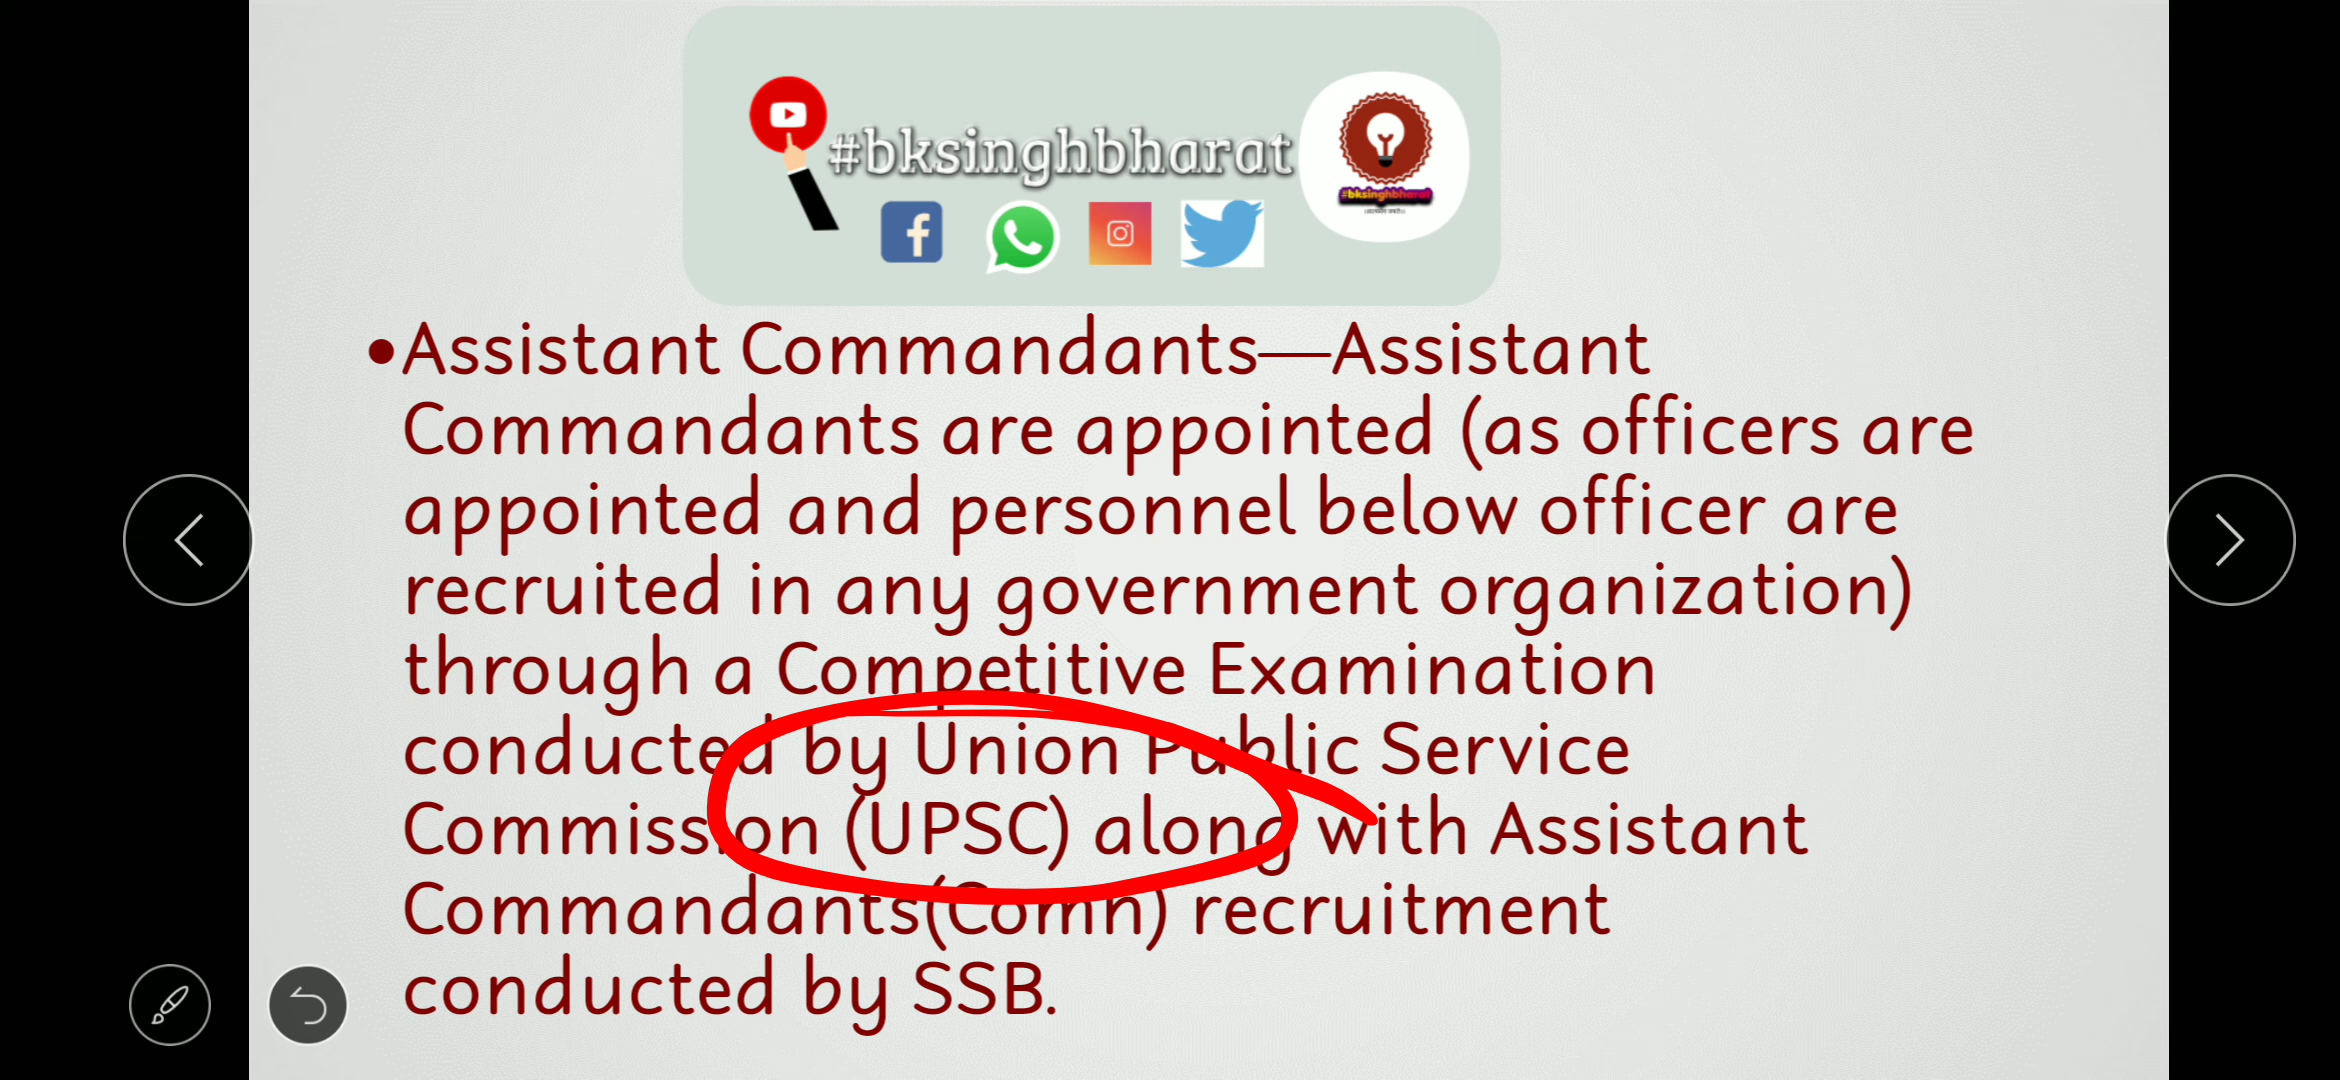 #bksinghbharat
#bksinghbharat
•Assistant Commandants—Assistant
Commandants are appointed (as officers are
appointed and personnel below officer are
recruited in any government organization)
through a Competitive Examination
conducted by Union Public Service
Commission (UPSC) along with Assistant
Commandants(Comn) recruitment
conducted by SSB.